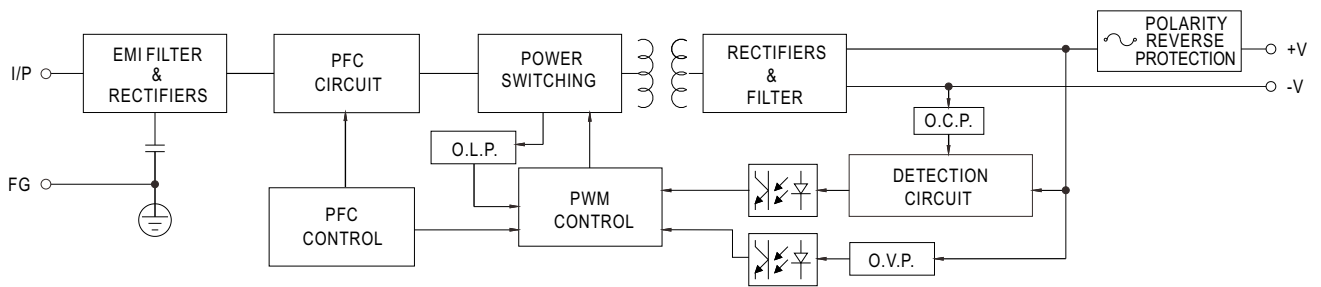 I/P
EMI FILTER
&
RECTIFIERS
PFC
CIRCUIT
POWER
SWITCHING
RECTIFIERS
&
FILTER
POLARITY
REVERSE
PROTECTION
+V
-V
O.C.P.
O.L.P.
DETECTION
CIRCUIT
FG
PFC
CONTROL
PWM
CONTROL
O.V.P.